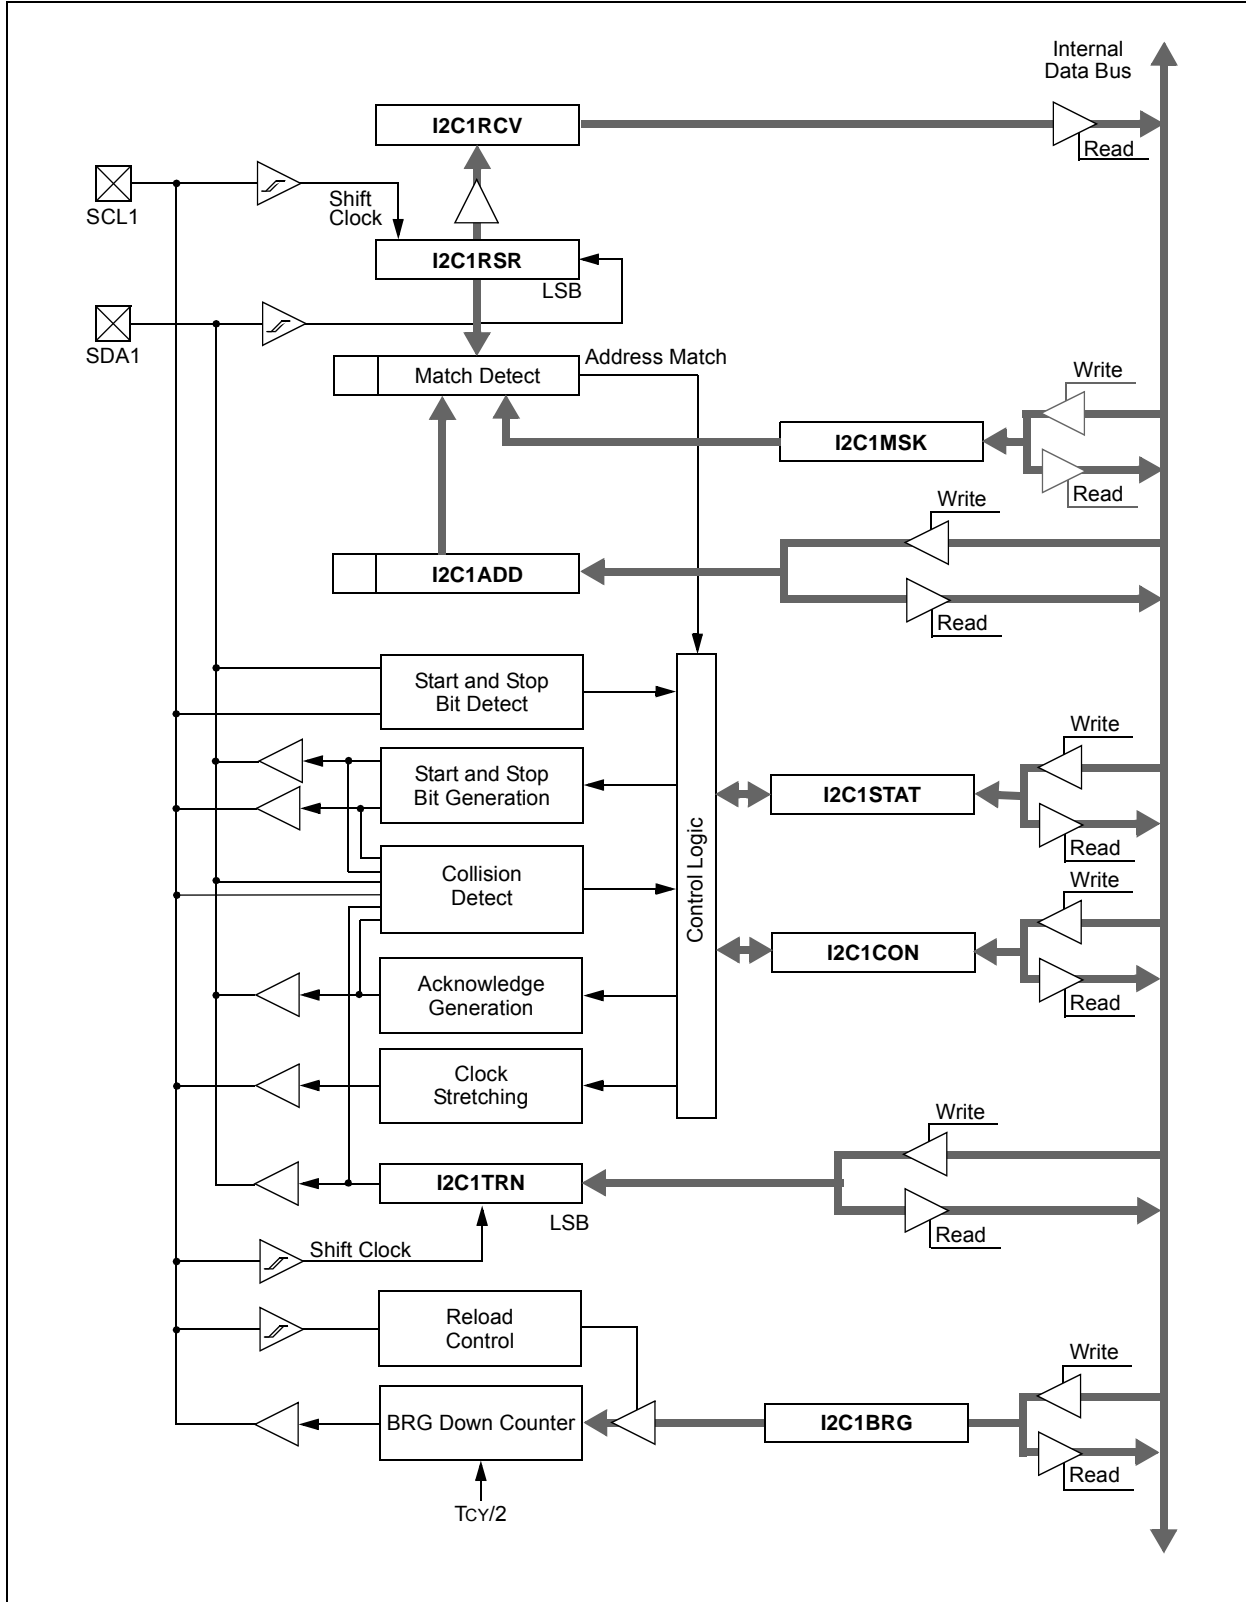 Internal
Data Bus
I2C1RCV
Read
SCL1
Shift
Clock
I2C1RSR
LSB
SDA1
Match Detect
Address Match
Write
I2C1MSK
Read
Write
I2C1ADD
Read
Start and Stop
Bit Detect
Write
Start and Stop
Bit Generation
I2C1STAT
Read
Control Logic
Collision
Detect
Write
I2C1CON
Read
Acknowledge
Generation
Clock
Stretching
Write
I2C1TRN
LSB
Read
Shift Clock
Reload
Control
Write
BRG Down Counter
I2C1BRG
Read
TCY/2